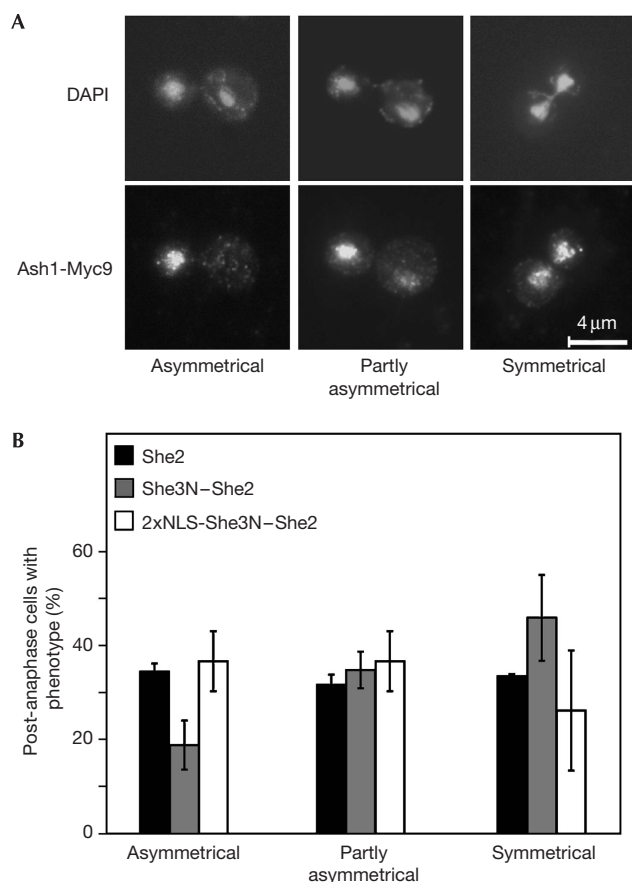 A
DAPI
Ash1-Myc9
4 µm
Asymmetrical
Partly
asymmetrical
Symmetrical
B
She2
She3N–She2
2xNLS-She3N–She2
Post-anaphase cells with
phenotype (%)
60
40
20
0
Asymmetrical
Partly
asymmetrical
Symmetrical